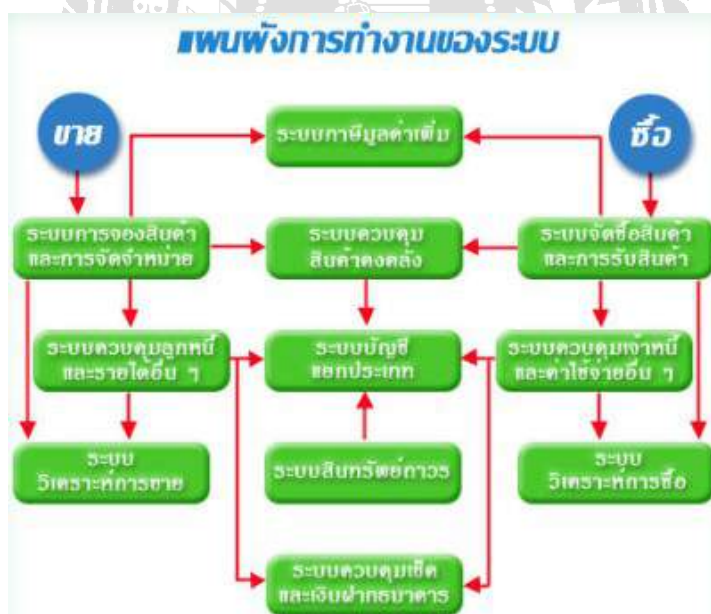 แผนผังการทำงานของระบบ
ขาย
ซื้อ
ระบบภาษีมูลค่าเพิ่ม
ระบบการจองสินค้า
และการจัดจำหน่าย
ระบบควบคุม
สินค้าคงคลัง
ระบบจัดซื้อสินค้า
และการรับสินค้า
ระบบควบคุมลูกหนี้
และรายได้อื่น ๆ
ระบบบัญชี
แยกประเภท
ระบบควบคุมเจ้าหนี้
และค่าใช้จ่ายอื่น ๆ
ระบบ
วิเคราะห์การขาย
ระบบสินทรัพย์ถาวร
ระบบ
วิเคราะห์การซื้อ
ระบบควบคุมเช็ค
และเงินฝากธนาคาร